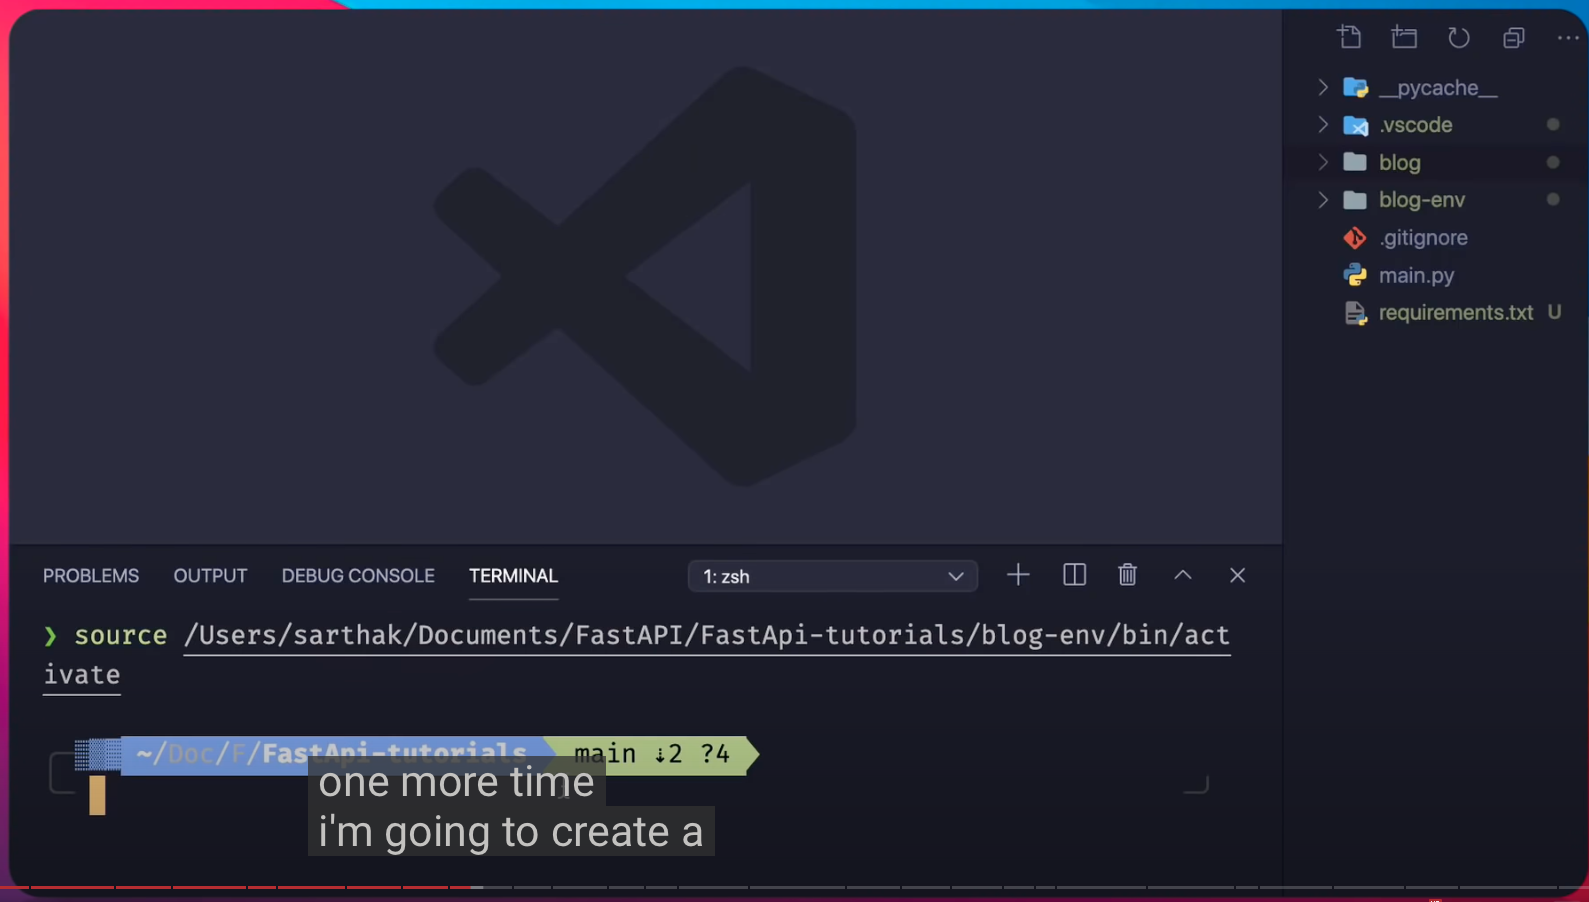 __pycache__
.vscode
blog
blog-env
.gitignore
main.py
requirements.txt U
PROBLEMS OUTPUT DEBUG CONSOLE TERMINAL 1: zsh
❯ source /Users/sarthak/Documents/FastAPI/FastApi-tutorials/blog-env/bin/act
ivate
~/Doc/F/FastApi-tutorials main ⇣2 ?4
one more time
i'm going to create a